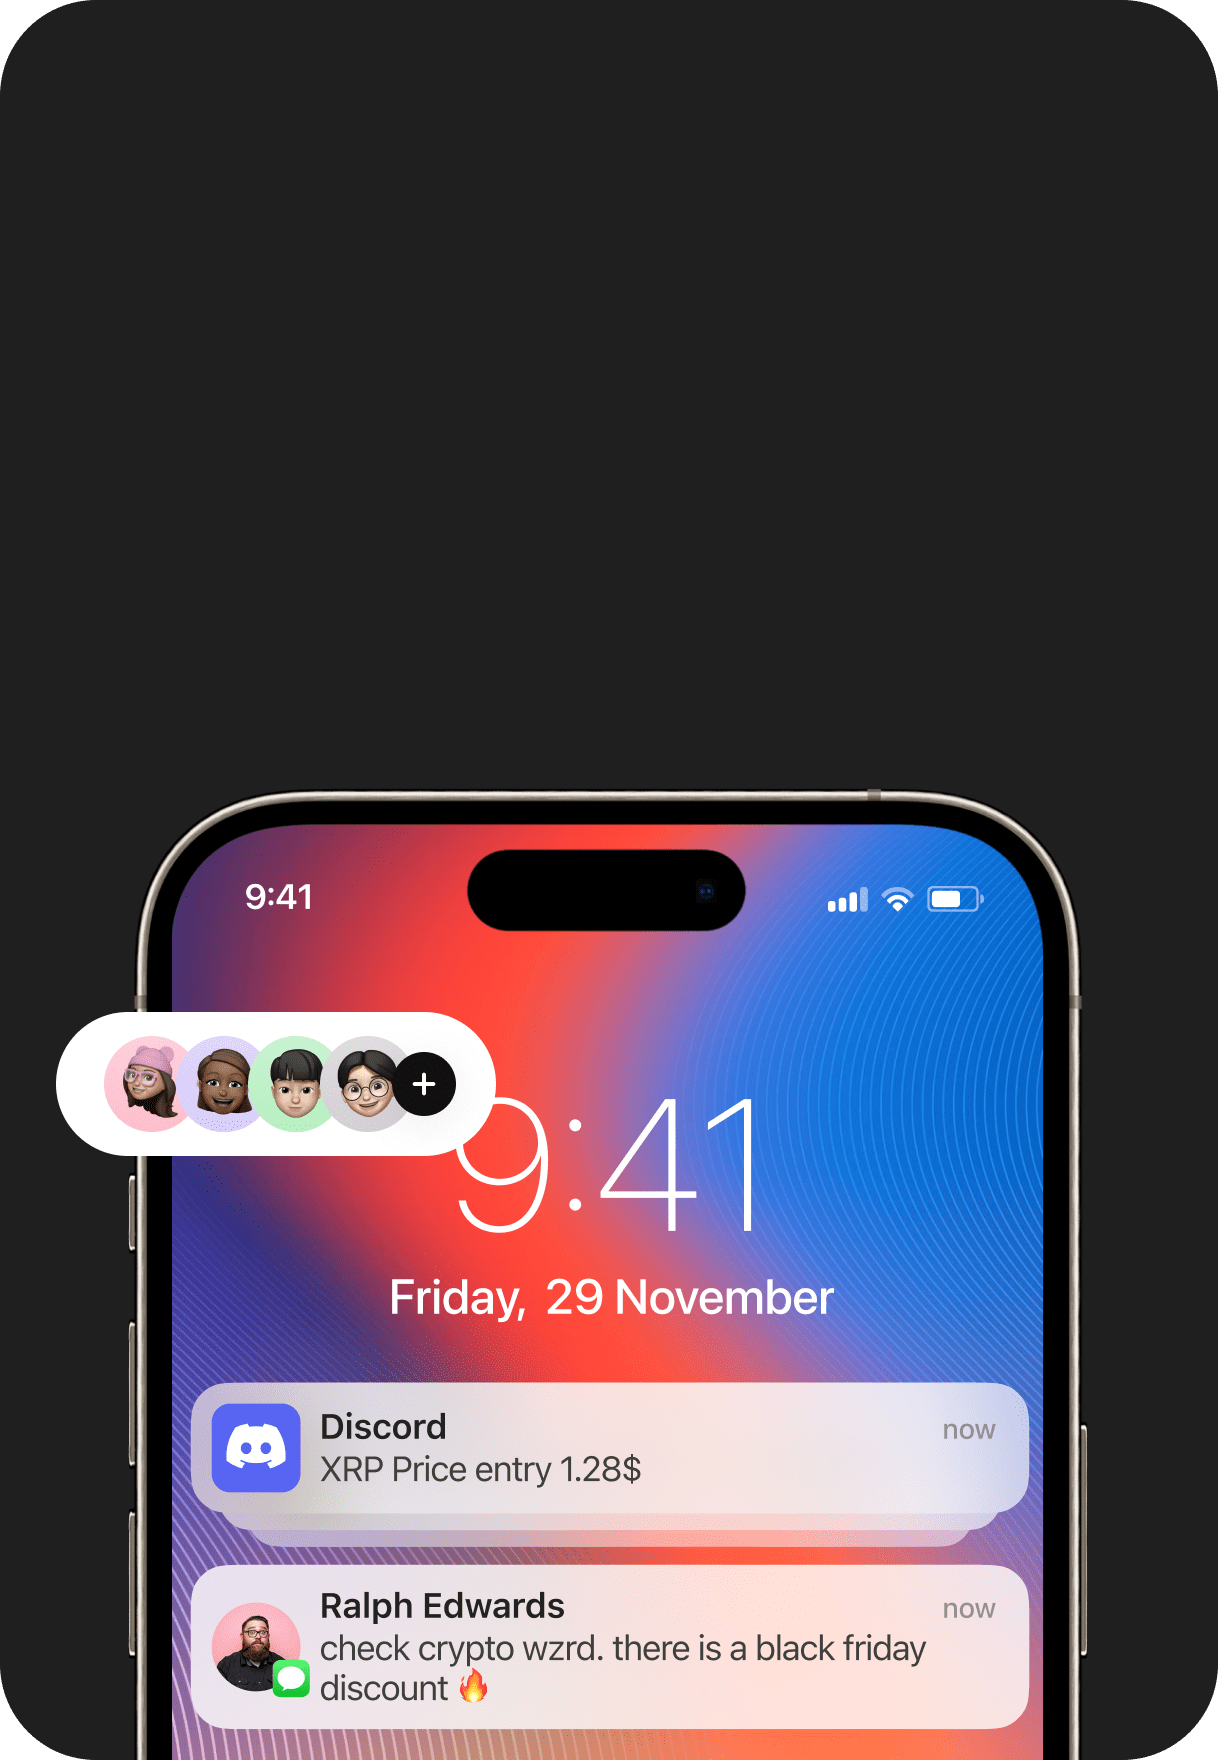 9:41
9:41
Friday, 29 November
Discord
now
XRP Price entry 1.28$
Ralph Edwards
now
check crypto wzrd. there is a black friday
discount 🔥